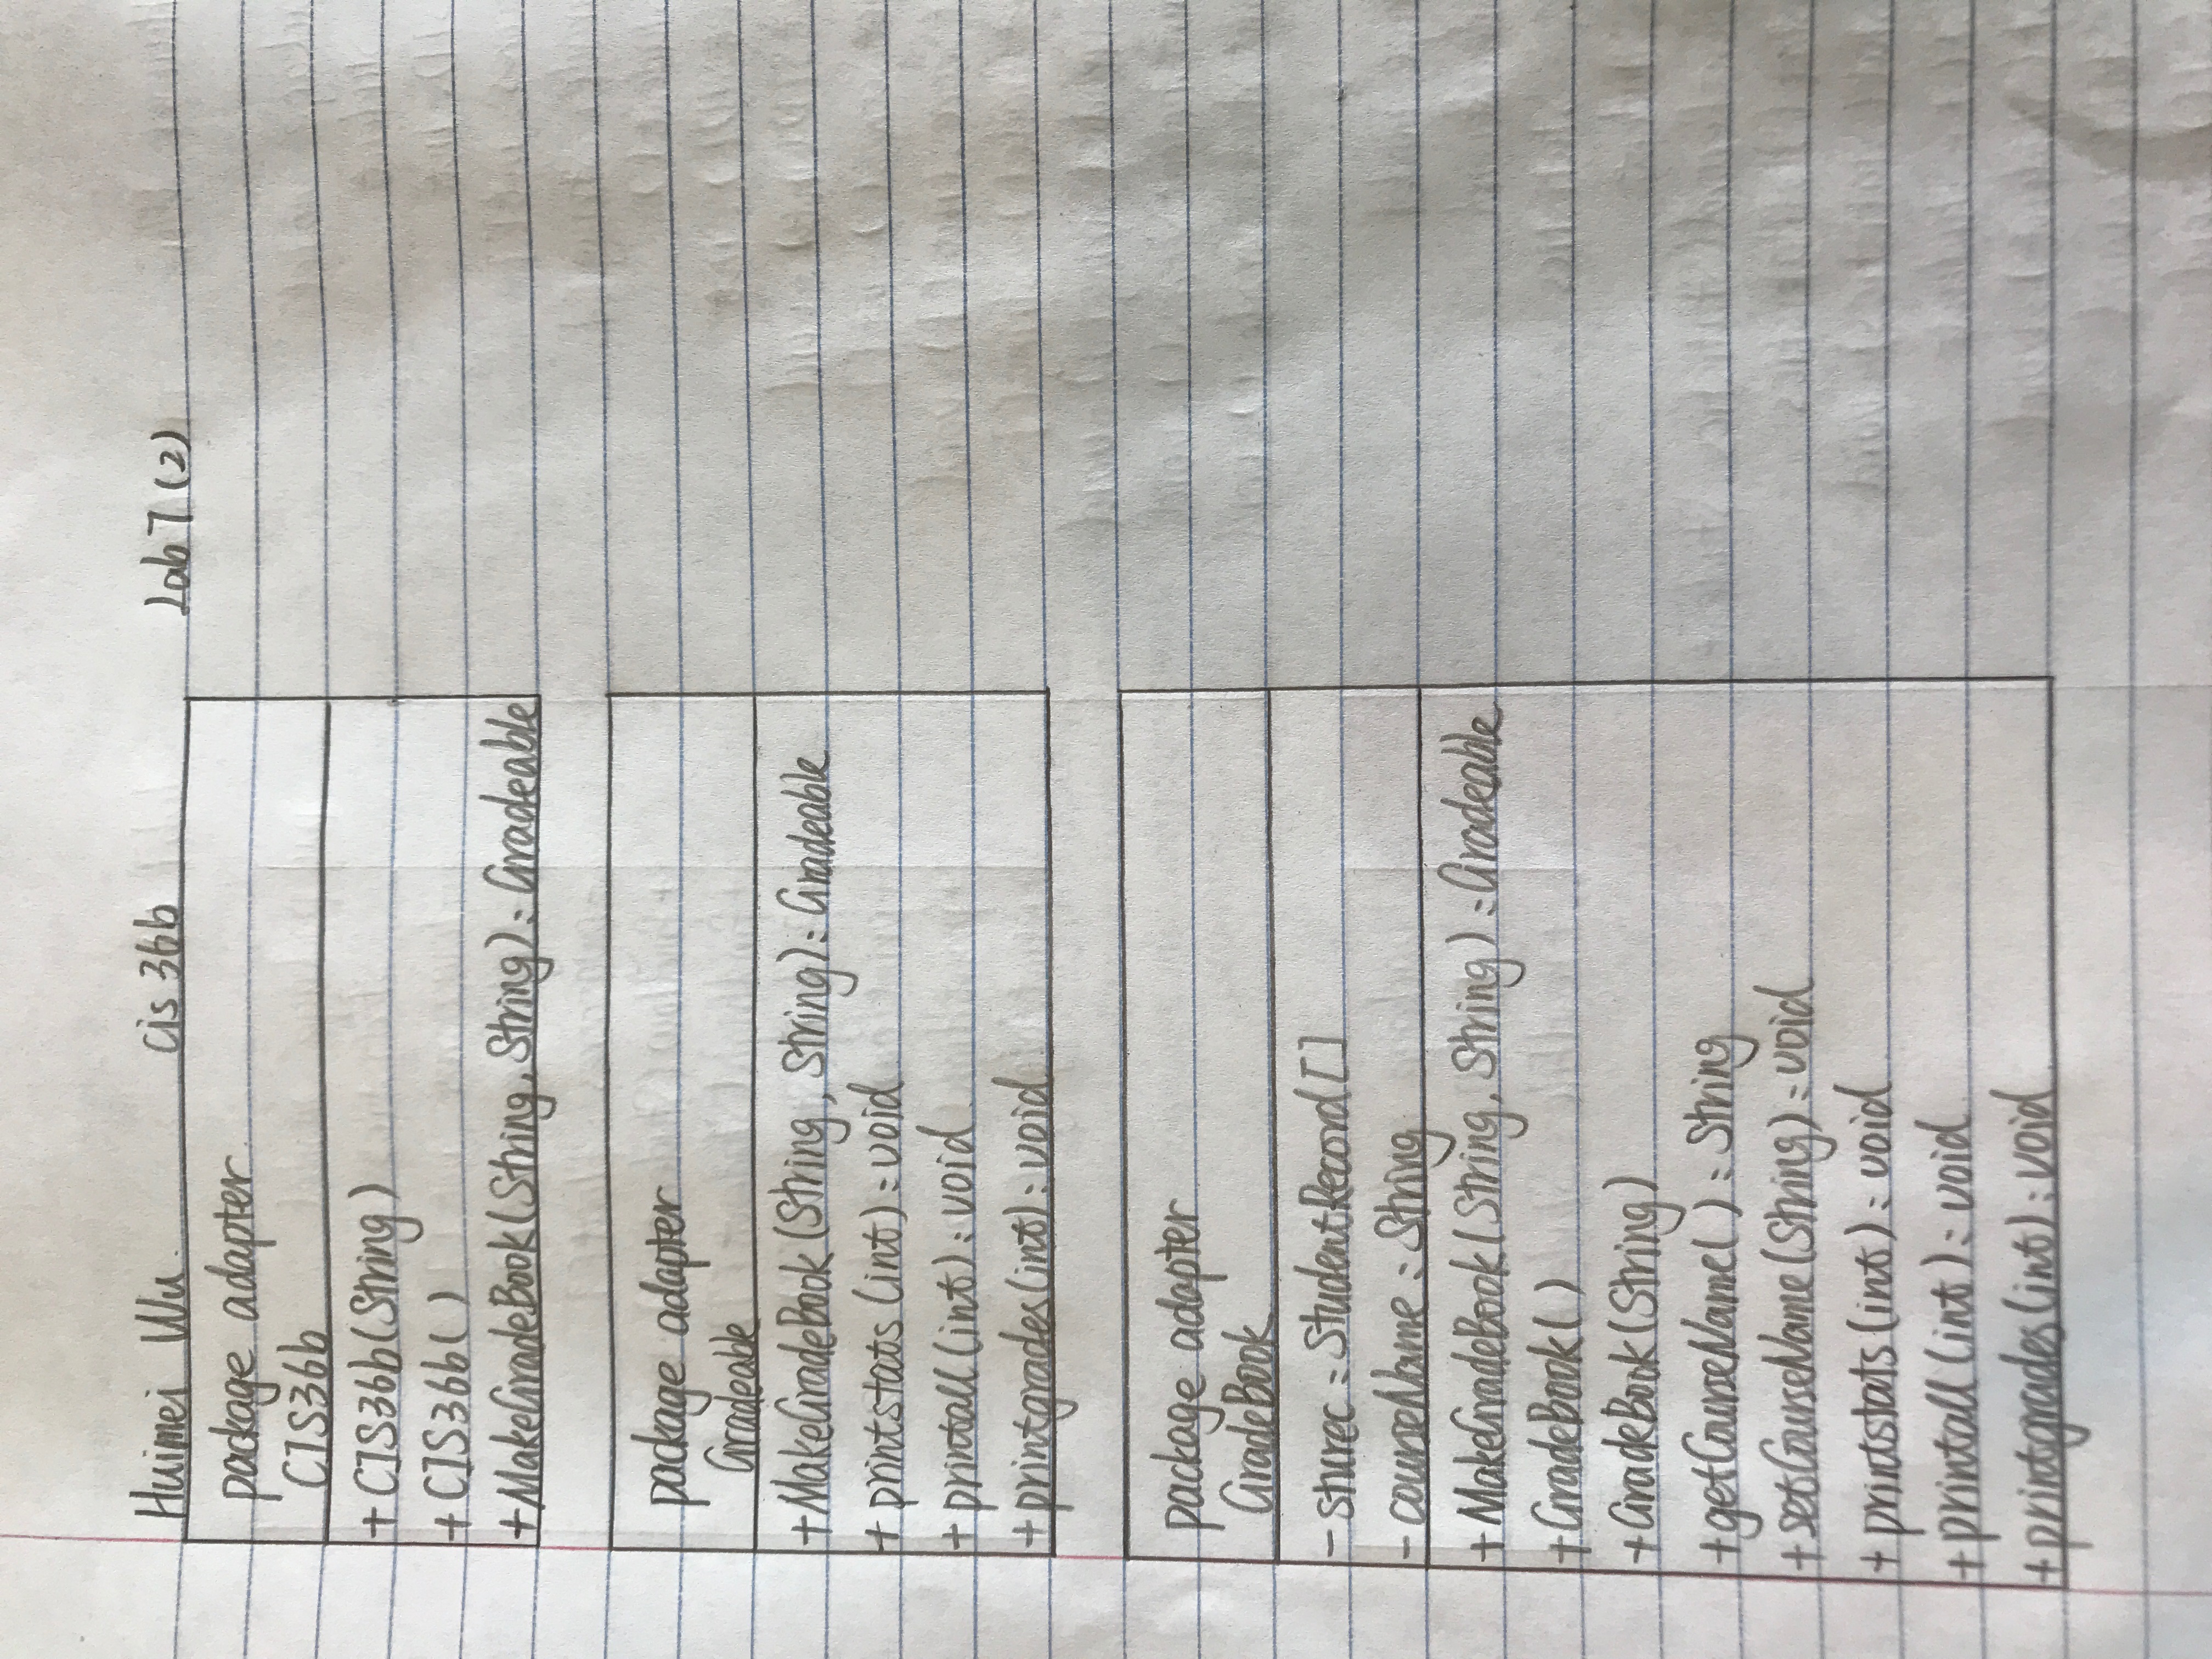 Huimei Wu. cis 36b Lab 7 (2)
package adapter
CIS36b
+ CIS36b(String)
+ CIS36b()
+ MakeGradeBook(String, String): Gradeable
package adapter
Gradeable
+ MakeGradeBook(String, String): Gradeable
+ printstats(int): void
+ printall(int): void
+ printgrades(int): void
package adapter
GradeBook
- sturec: StudentRecord[]
- courseName: String
+ MakeGradeBook(String, String): Gradeable
+ GradeBook()
+ GradeBook(String)
+ getCourseName(): String
+ setCourseName(String): void
+ printstats(int): void
+ printall(int): void
+ printgrades(int): void